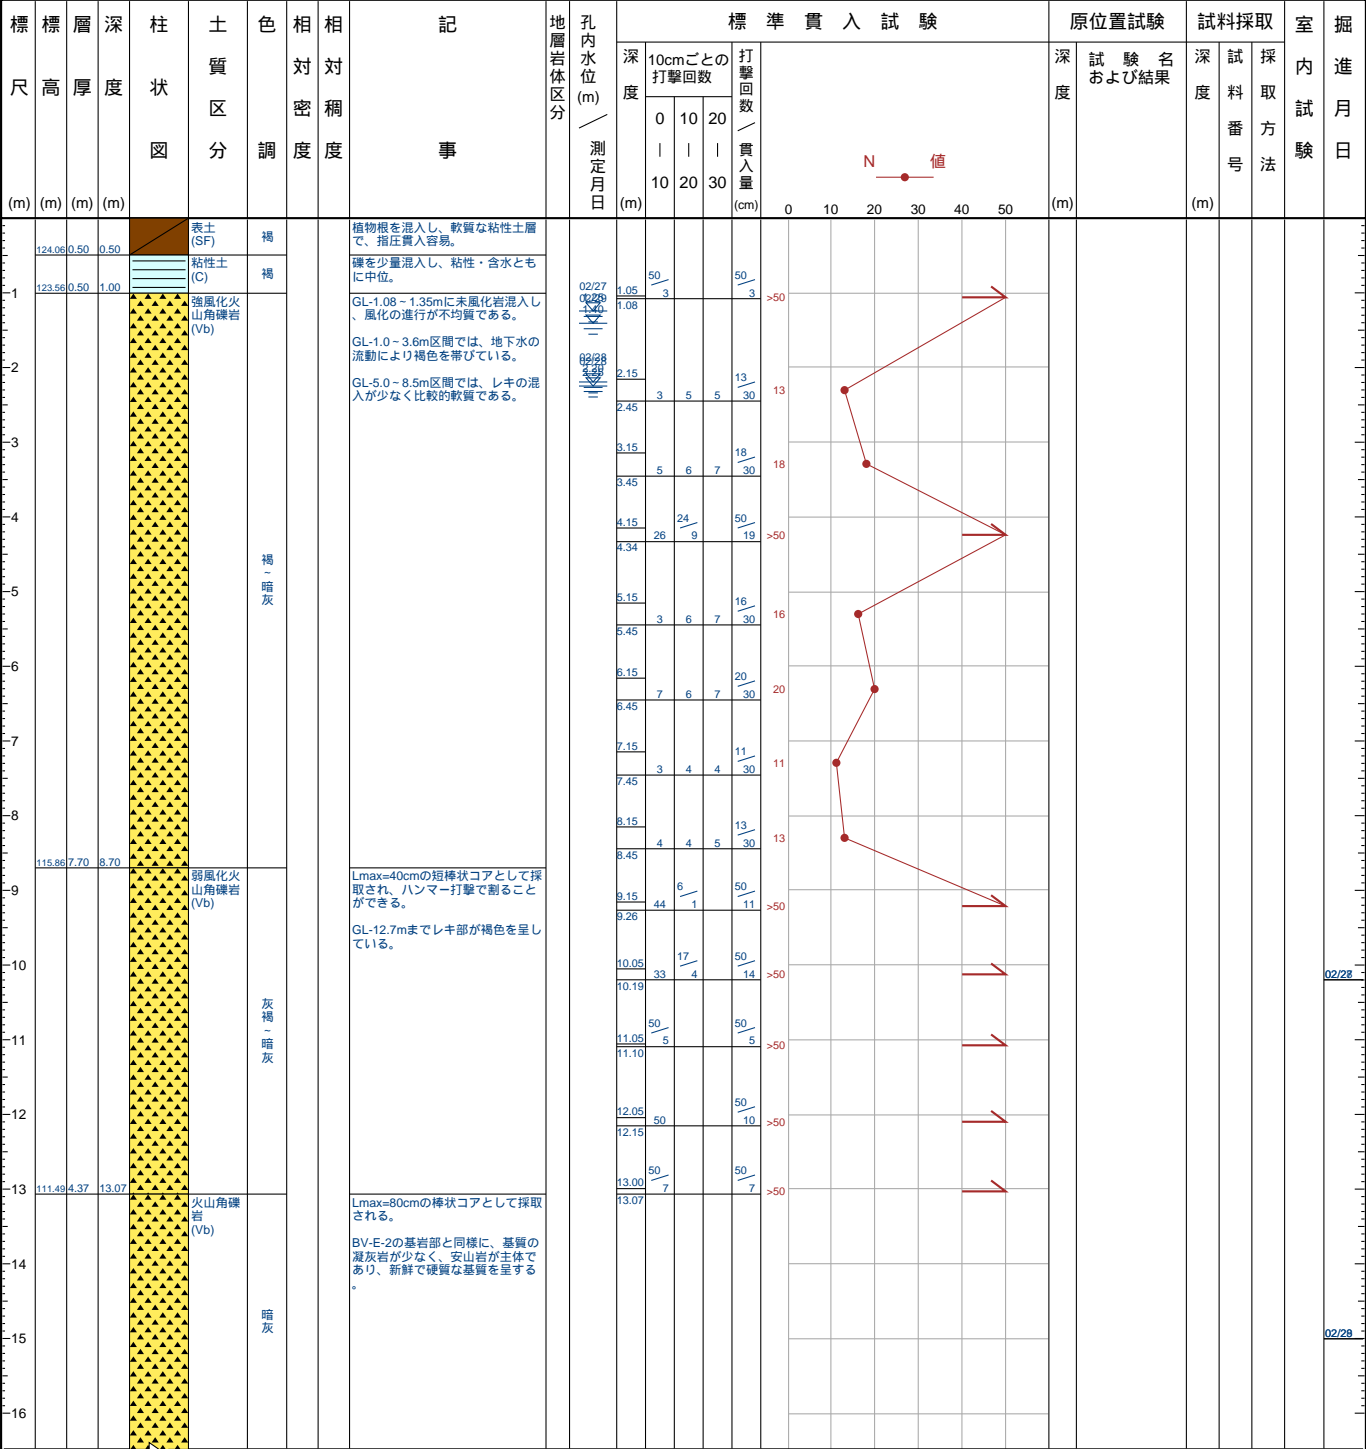 標尺 (m)
標高 (m)
層厚 (m)
深度 (m)
柱状図
土質区分
色調
相対密度
相対稠度
記事
地層岩体区分
孔内水位(m)／測定月日
標準貫入試験
深度 (m)
10cmごとの
打撃回数
0 | 10
10 | 20
20 | 30
打撃回数／貫入量 (cm)
N 値
0 10 20 30 40 50
原位置試験
深度 (m)
試験名
および結果
試料採取
深度 (m)
試料番号
採取方法
室内試験
掘進月日
124.06 0.50 0.50
表土
(SF)
褐
植物根を混入し、軟質な粘性土層
で、指圧貫入容易。
123.56 0.50 1.00
粘性土
(C)
褐
礫を少量混入し、粘性・含水とも
に中位。
115.86 7.70 8.70
強風化火
山角礫岩
(Vb)
褐~暗灰
GL-1.08~1.35mに未風化岩混入し
、風化の進行が不均質である。
GL-1.0~3.6m区間では、地下水の
流動により褐色を帯びている。
GL-5.0~8.5m区間では、レキの混
入が少なく比較的軟質である。
111.49 4.37 13.07
弱風化火
山角礫岩
(Vb)
灰褐~暗灰
Lmax=40cmの短棒状コアとして採
取され、ハンマー打撃で割ること
ができる。
GL-12.7mまでレキ部が褐色を呈し
ている。
火山角礫
岩
(Vb)
暗灰
Lmax=80cmの棒状コアとして採取
される。
BV-E-2の基岩部と同様に、基質の
凝灰岩が少なく、安山岩が主体で
あり、新鮮で硬質な基質を呈する
。
1
2
3
4
5
6
7
8
9
10
11
12
13
14
15
16
02/27
1.05 1.08 50/3 50/3 >50
2.15 2.45 3 5 5 13/30 13
3.15 3.45 5 6 7 18/30 18
4.15 4.34 26 24/9 50/19 >50
5.15 5.45 3 6 7 16/30 16
6.15 6.45 7 6 7 20/30 20
7.15 7.45 3 4 4 11/30 11
8.15 8.45 4 4 5 13/30 13
9.15 9.26 44 6/1 50/11 >50
10.05 10.19 33 17/4 50/14 >50
11.05 11.10 50/5 50/5 >50
12.05 12.15 50 50/10 >50
13.00 13.07 50/7 50/7 >50